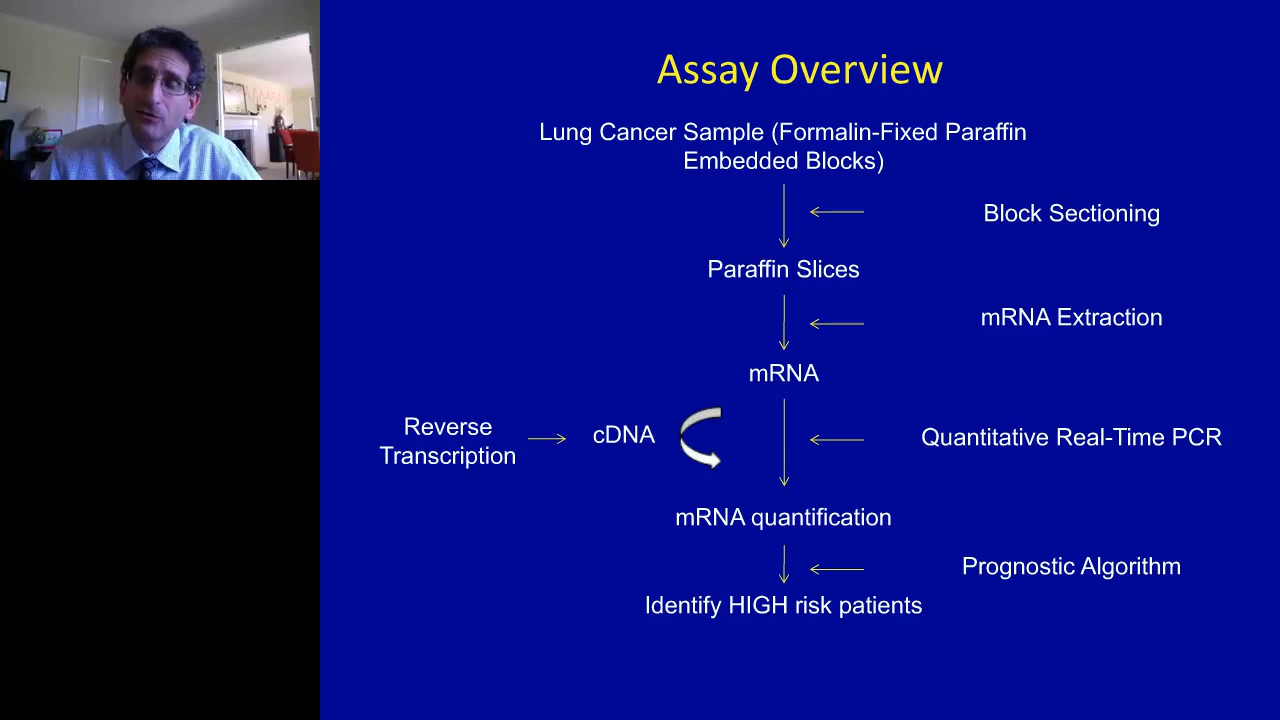 Assay Overview
Lung Cancer Sample (Formalin-Fixed Paraffin
Embedded Blocks)
Block Sectioning
Paraffin Slices
mRNA Extraction
mRNA
Reverse
Transcription
cDNA
Quantitative Real-Time PCR
mRNA quantification
Prognostic Algorithm
Identify HIGH risk patients